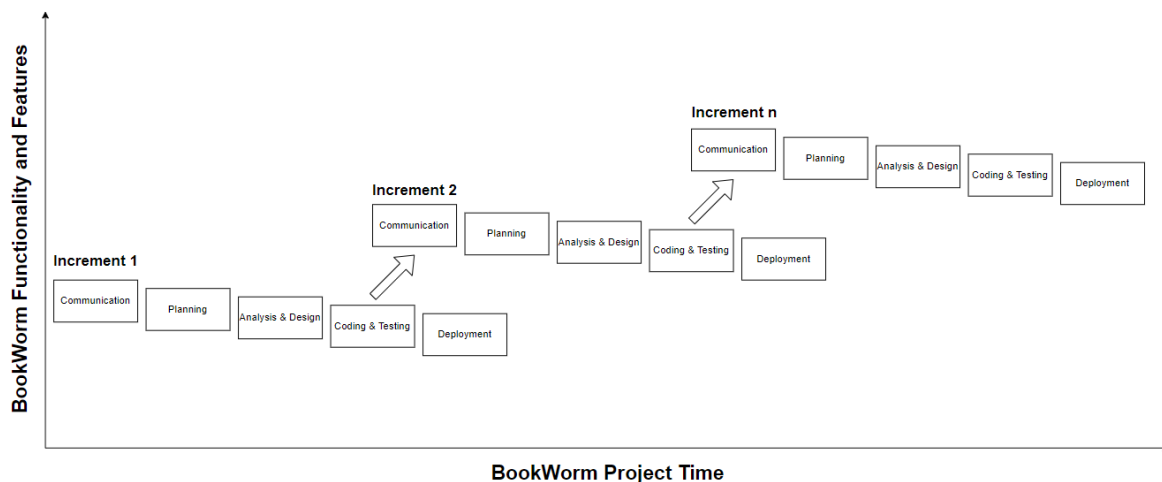 BookWorm Functionality and Features
Increment n
Communication
Planning
Analysis & Design
Coding & Testing
Deployment
Increment 2
Communication
Planning
Analysis & Design
Coding & Testing
Deployment
Increment 1
Communication
Planning
Analysis & Design
Coding & Testing
Deployment
BookWorm Project Time